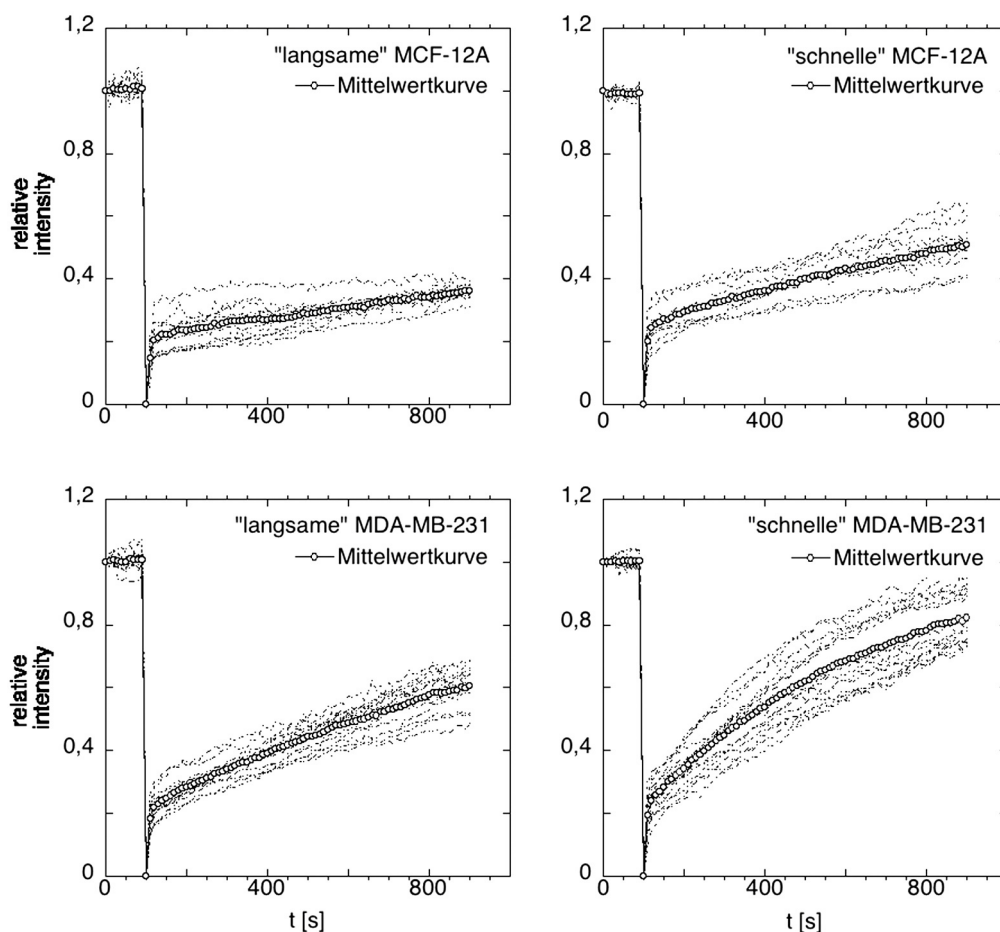 1,2
0,8
0,4
0
relative
intensity
"langsame" MCF-12A
Mittelwertkurve
0
400
800
1,2
0,8
0,4
0
"schnelle" MCF-12A
Mittelwertkurve
0
400
800
1,2
0,8
0,4
0
relative
intensity
"langsame" MDA-MB-231
Mittelwertkurve
0
400
800
t [s]
1,2
0,8
0,4
0
"schnelle" MDA-MB-231
Mittelwertkurve
0
400
800
t [s]